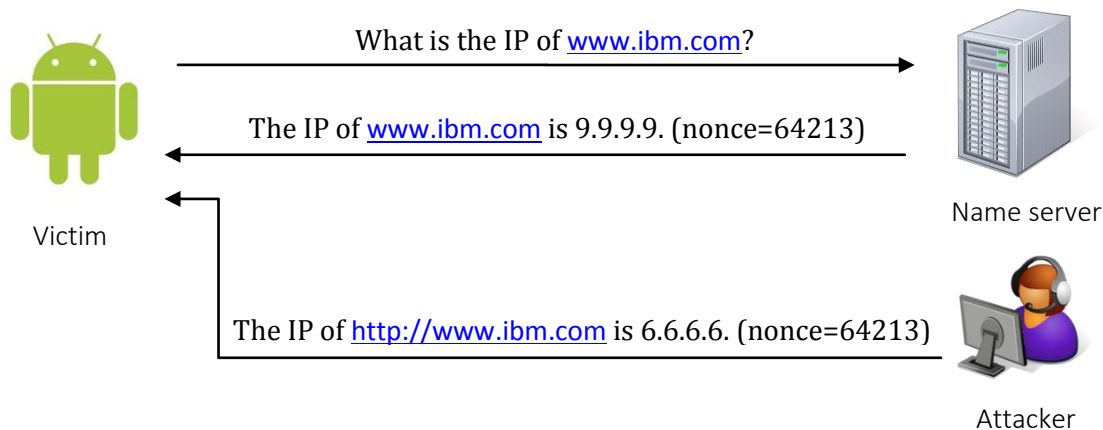 What is the IP of www.ibm.com?
The IP of www.ibm.com is 9.9.9.9. (nonce=64213)
Victim
Name server
The IP of http://www.ibm.com is 6.6.6.6. (nonce=64213)
Attacker